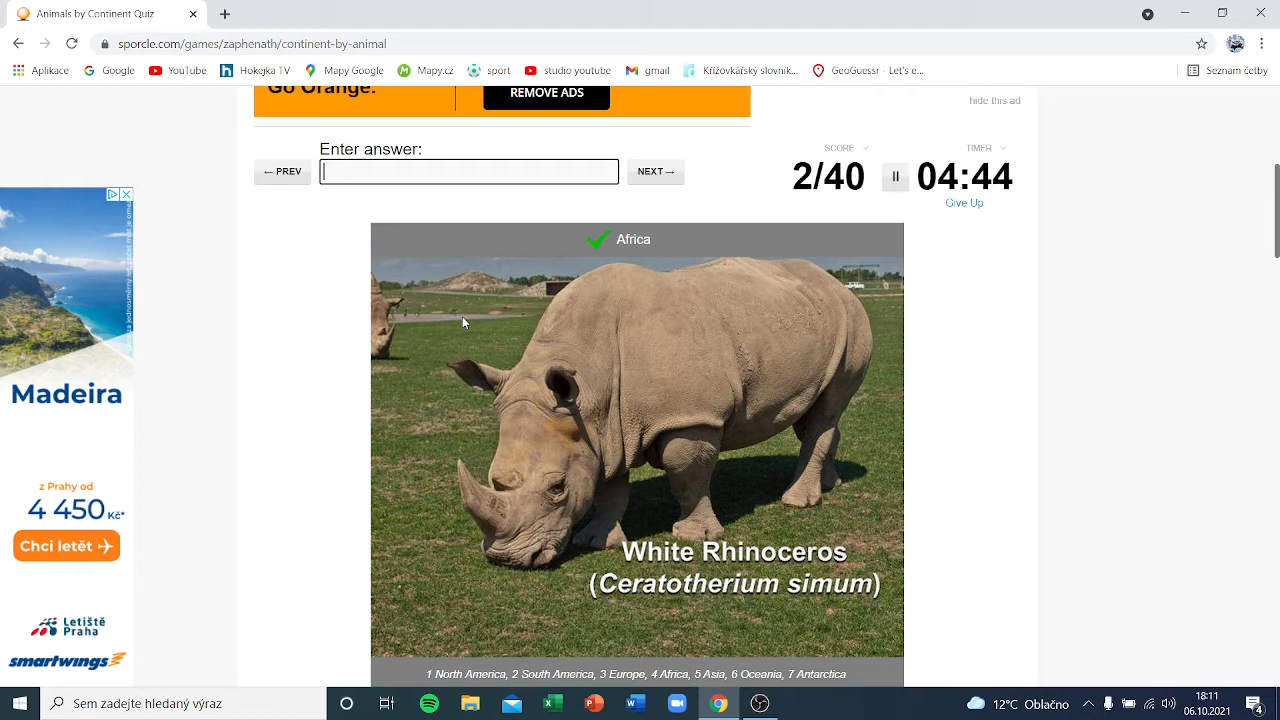 Animals by Continent Quiz
sporcle.com/games/zanpo/continent-by-animal
Aplikace
Google
YouTube
Hokejka TV
Mapy Google
Mapy.cz
sport
studio youtube
gmail
Křížovkářský slovník...
GeoGuessr - Let's e...
Seznam četby
Go Orange.
REMOVE ADS
hide this ad
Enter answer:
← PREV
NEXT →
SCORE
2/40
TIMER
04:44
Give Up
Africa
White Rhinoceros
(Ceratotherium simum)
1 North America, 2 South America, 3 Europe, 4 Africa, 5 Asia, 6 Oceania, 7 Antarctica
Madeira
z Prahy od
4 450 Kč*
Chci letět
Letiště
Praha
smartwings
Sem zadejte hledaný výraz
18:11
06.10.2021